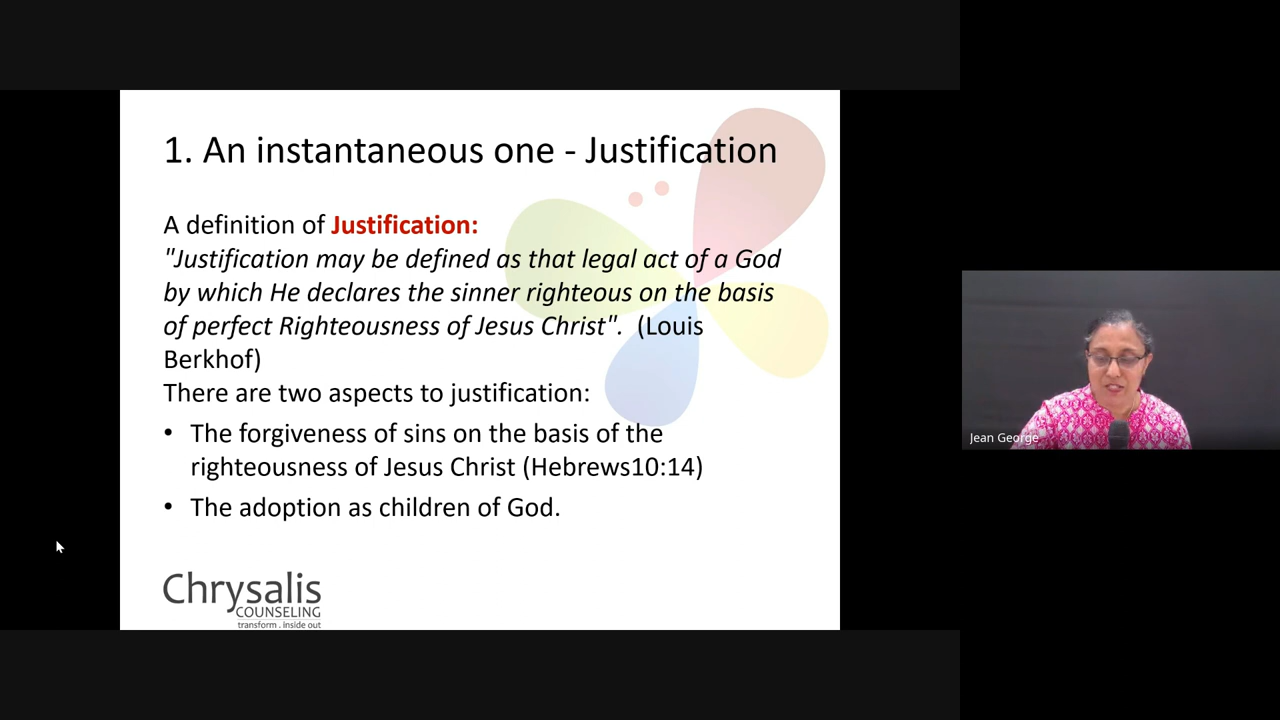 1. An instantaneous one - Justification
A definition of Justification:
"Justification may be defined as that legal act of a God
by which He declares the sinner righteous on the basis
of perfect Righteousness of Jesus Christ".  (Louis
Berkhof)
There are two aspects to justification:
• The forgiveness of sins on the basis of the
righteousness of Jesus Christ (Hebrews10:14)
• The adoption as children of God.
Chrysalis
COUNSELING
transform . inside out
Jean George